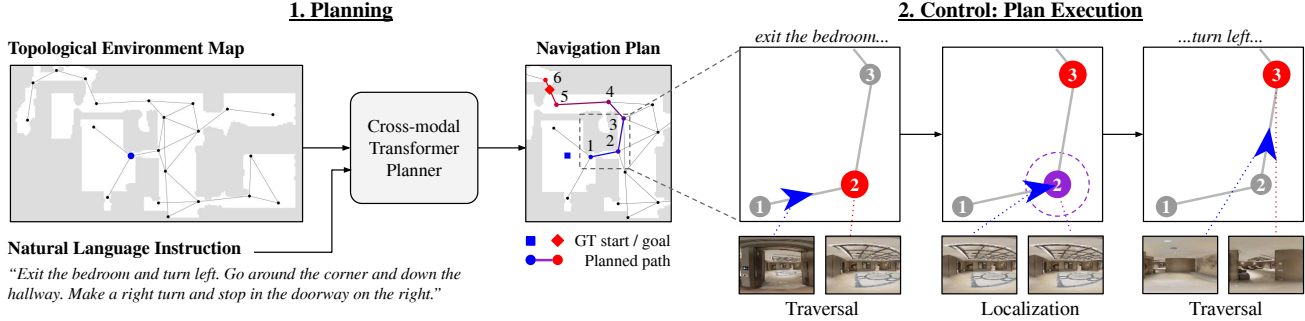 1. Planning
2. Control: Plan Execution
Topological Environment Map
Navigation Plan
exit the bedroom...
...turn left...
Cross-modal
Transformer
Planner
6
5
4
3
2
1
3
2
1
3
2
1
3
2
1
Natural Language Instruction
"Exit the bedroom and turn left. Go around the corner and down the
hallway. Make a right turn and stop in the doorway on the right."
GT start / goal
Planned path
Traversal
Localization
Traversal